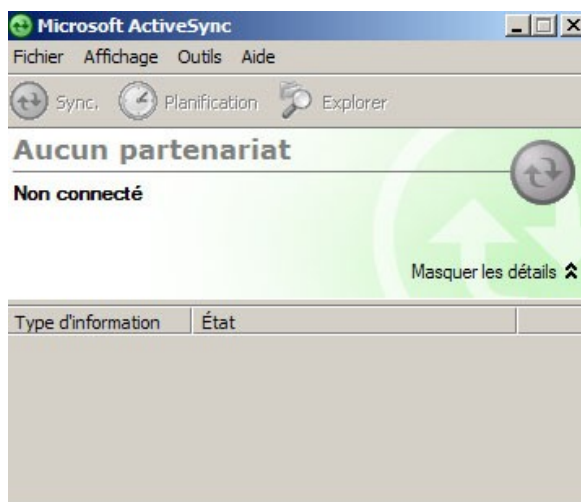 Microsoft ActiveSync
Fichier Affichage Outils Aide
Sync. Planification Explorer
Aucun partenariat
Non connecté
Masquer les détails
Type d'information État